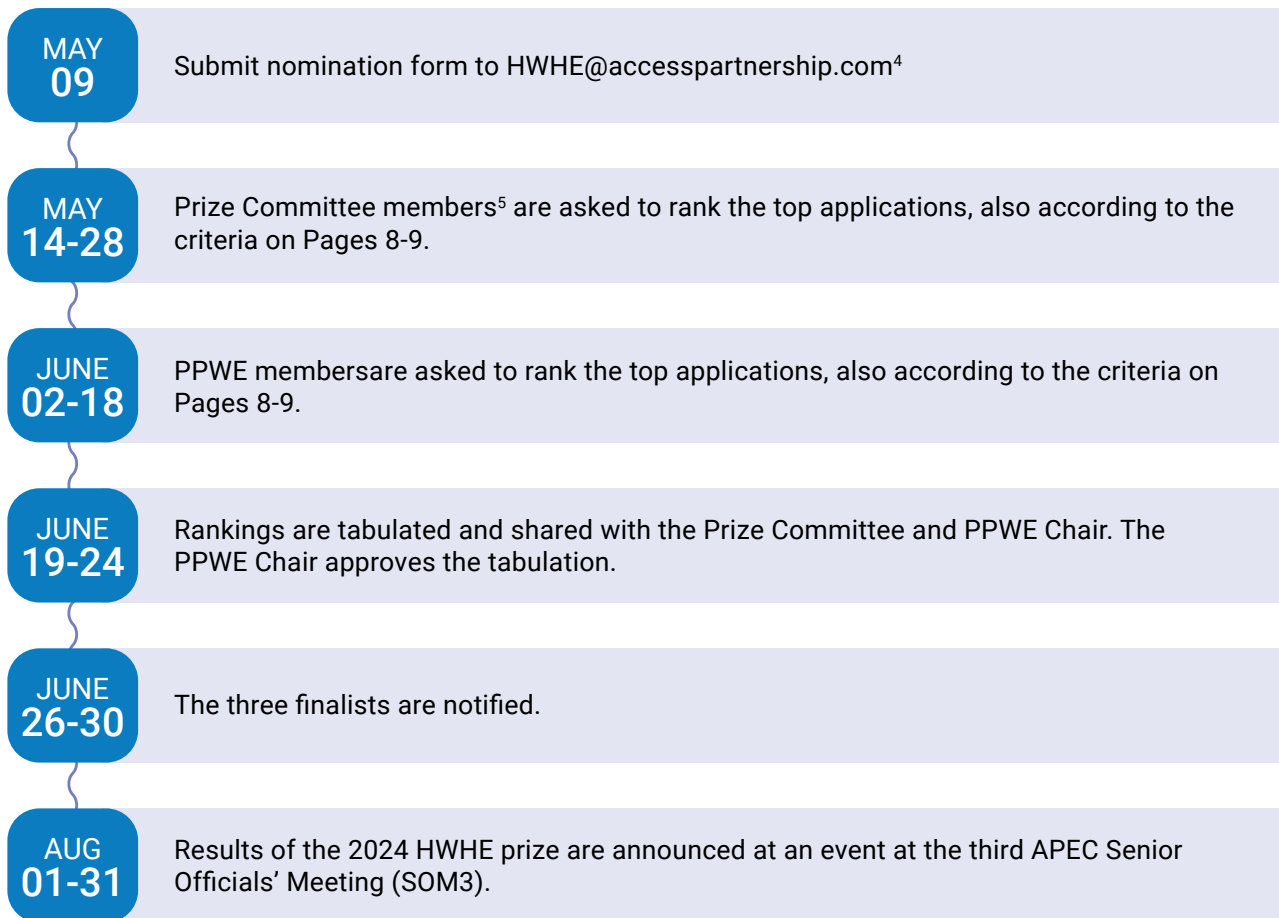 MAY
09
Submit nomination form to HWHE@accesspartnership.com⁴
MAY
14-28
Prize Committee members⁵ are asked to rank the top applications, also according to the
criteria on Pages 8-9.
JUNE
02-18
PPWE membersare asked to rank the top applications, also according to the criteria on
Pages 8-9.
JUNE
19-24
Rankings are tabulated and shared with the Prize Committee and PPWE Chair. The
PPWE Chair approves the tabulation.
JUNE
26-30
The three finalists are notified.
AUG
01-31
Results of the 2024 HWHE prize are announced at an event at the third APEC Senior
Officials’ Meeting (SOM3).